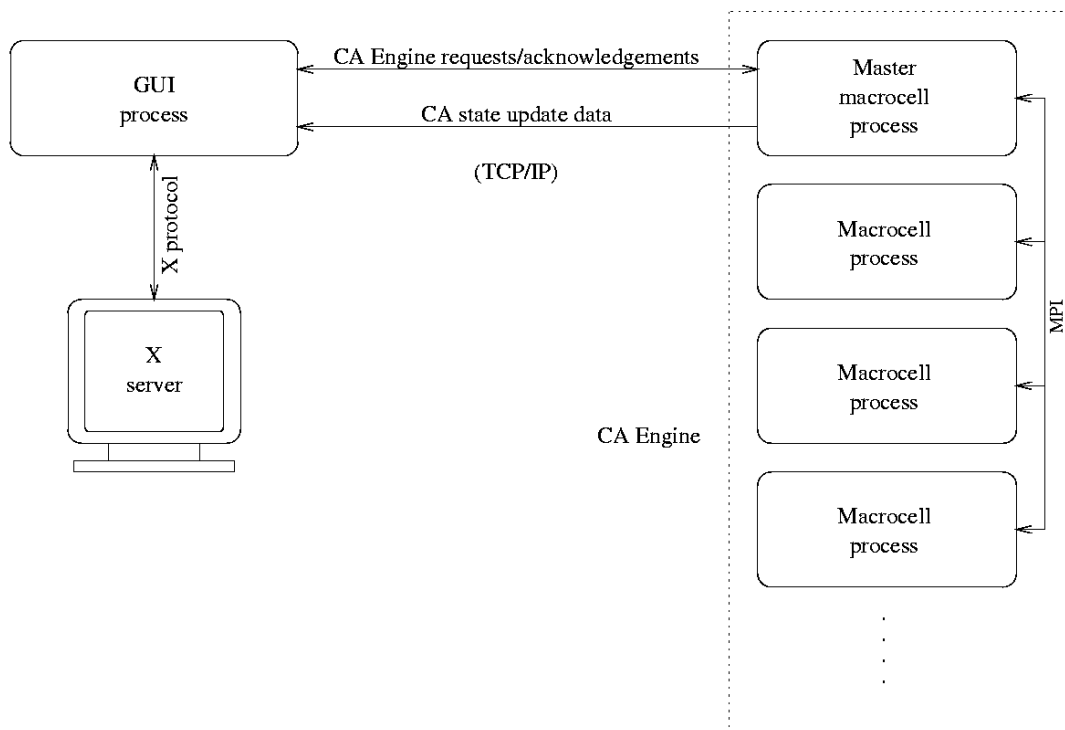 GUI
process
CA Engine requests/acknowledgements
CA state update data
(TCP/IP)
Master
macrocell
process
X protocol
Macrocell
process
X
server
MPI
Macrocell
process
CA Engine
Macrocell
process